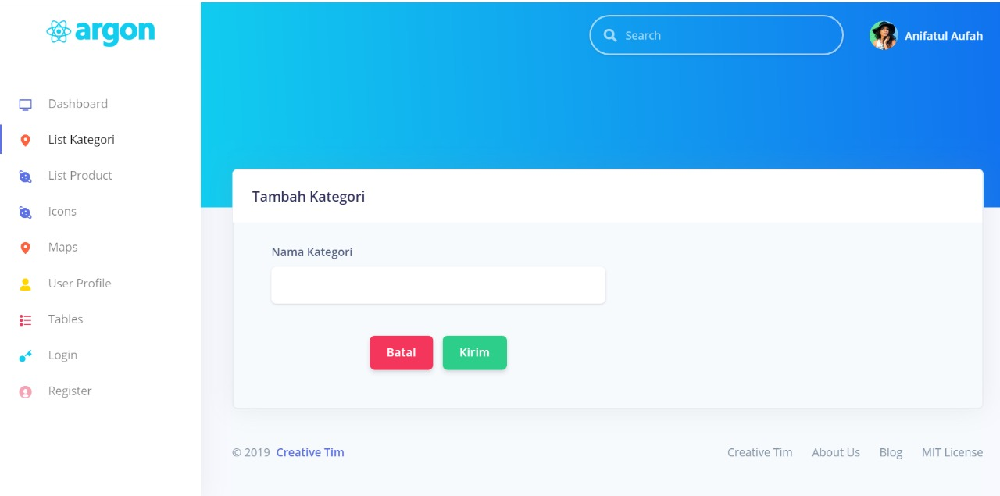 argon
Search
Anifatul Aufah
Dashboard
List Kategori
List Product
Icons
Maps
User Profile
Tables
Login
Register
Tambah Kategori
Nama Kategori
Batal
Kirim
© 2019 Creative Tim
Creative Tim
About Us
Blog
MIT License